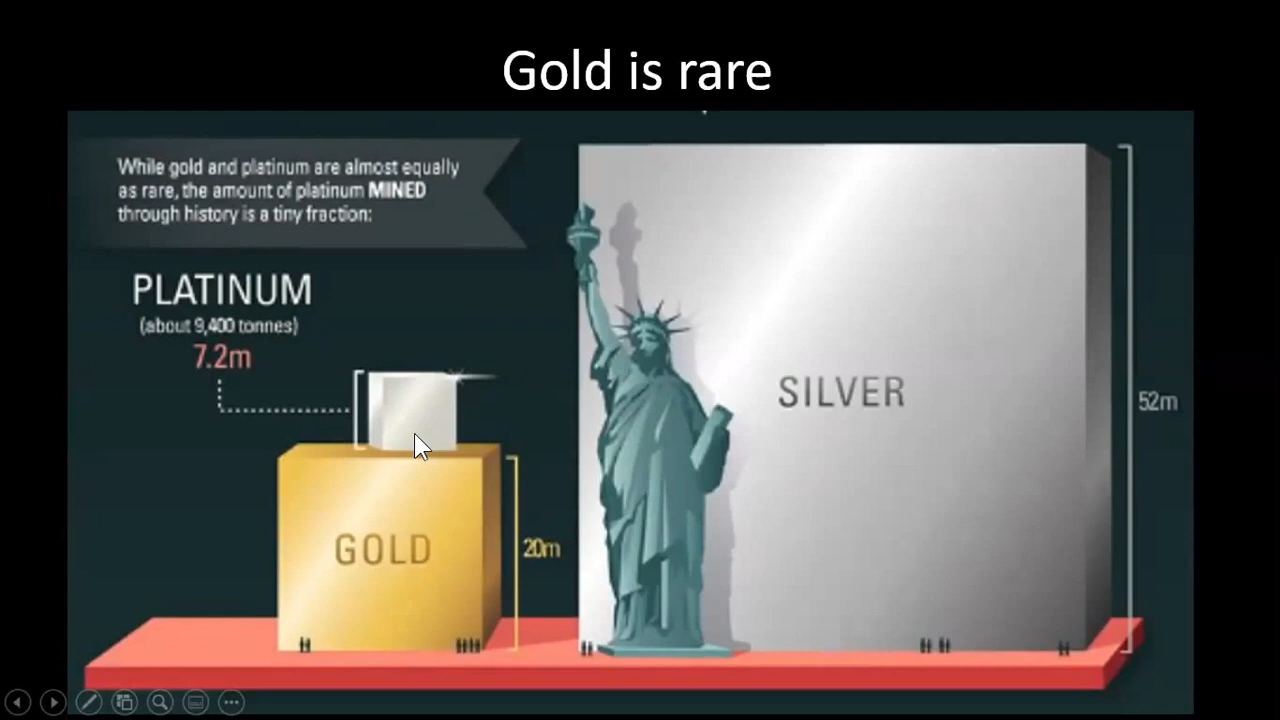 Gold is rare
While gold and platinum are almost equally
as rare, the amount of platinum MINED
through history is a tiny fraction:
PLATINUM
(about 9,400 tonnes)
7.2m
SILVER
52m
GOLD
20m